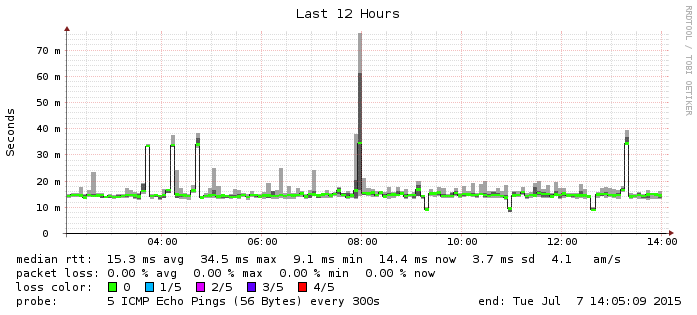 Last 12 Hours
RRDTOOL / TOBI OETIKER
Seconds
70 m
60 m
50 m
40 m
30 m
20 m
10 m
0
04:00 06:00 08:00 10:00 12:00 14:00
median rtt: 15.3 ms avg 34.5 ms max 9.1 ms min 14.4 ms now 3.7 ms sd 4.1 am/s
packet loss: 0.00 % avg 0.00 % max 0.00 % min 0.00 % now
loss color: 0 1/5 2/5 3/5 4/5
probe: 5 ICMP Echo Pings (56 Bytes) every 300s end: Tue Jul 7 14:05:09 2015